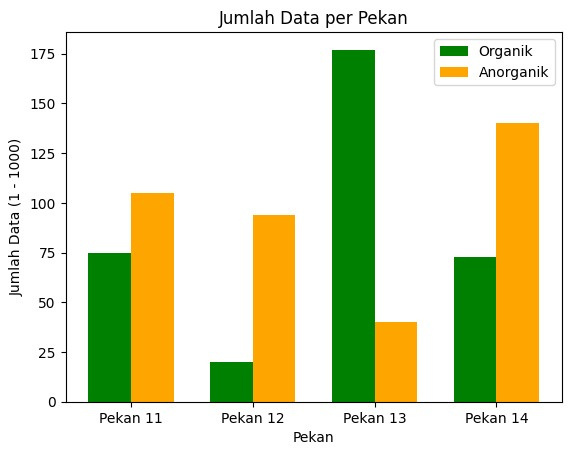 Jumlah Data per Pekan
Organik
Anorganik
Jumlah Data (1 - 1000)
175
150
125
100
75
50
25
0
Pekan 11
Pekan 12
Pekan 13
Pekan 14
Pekan